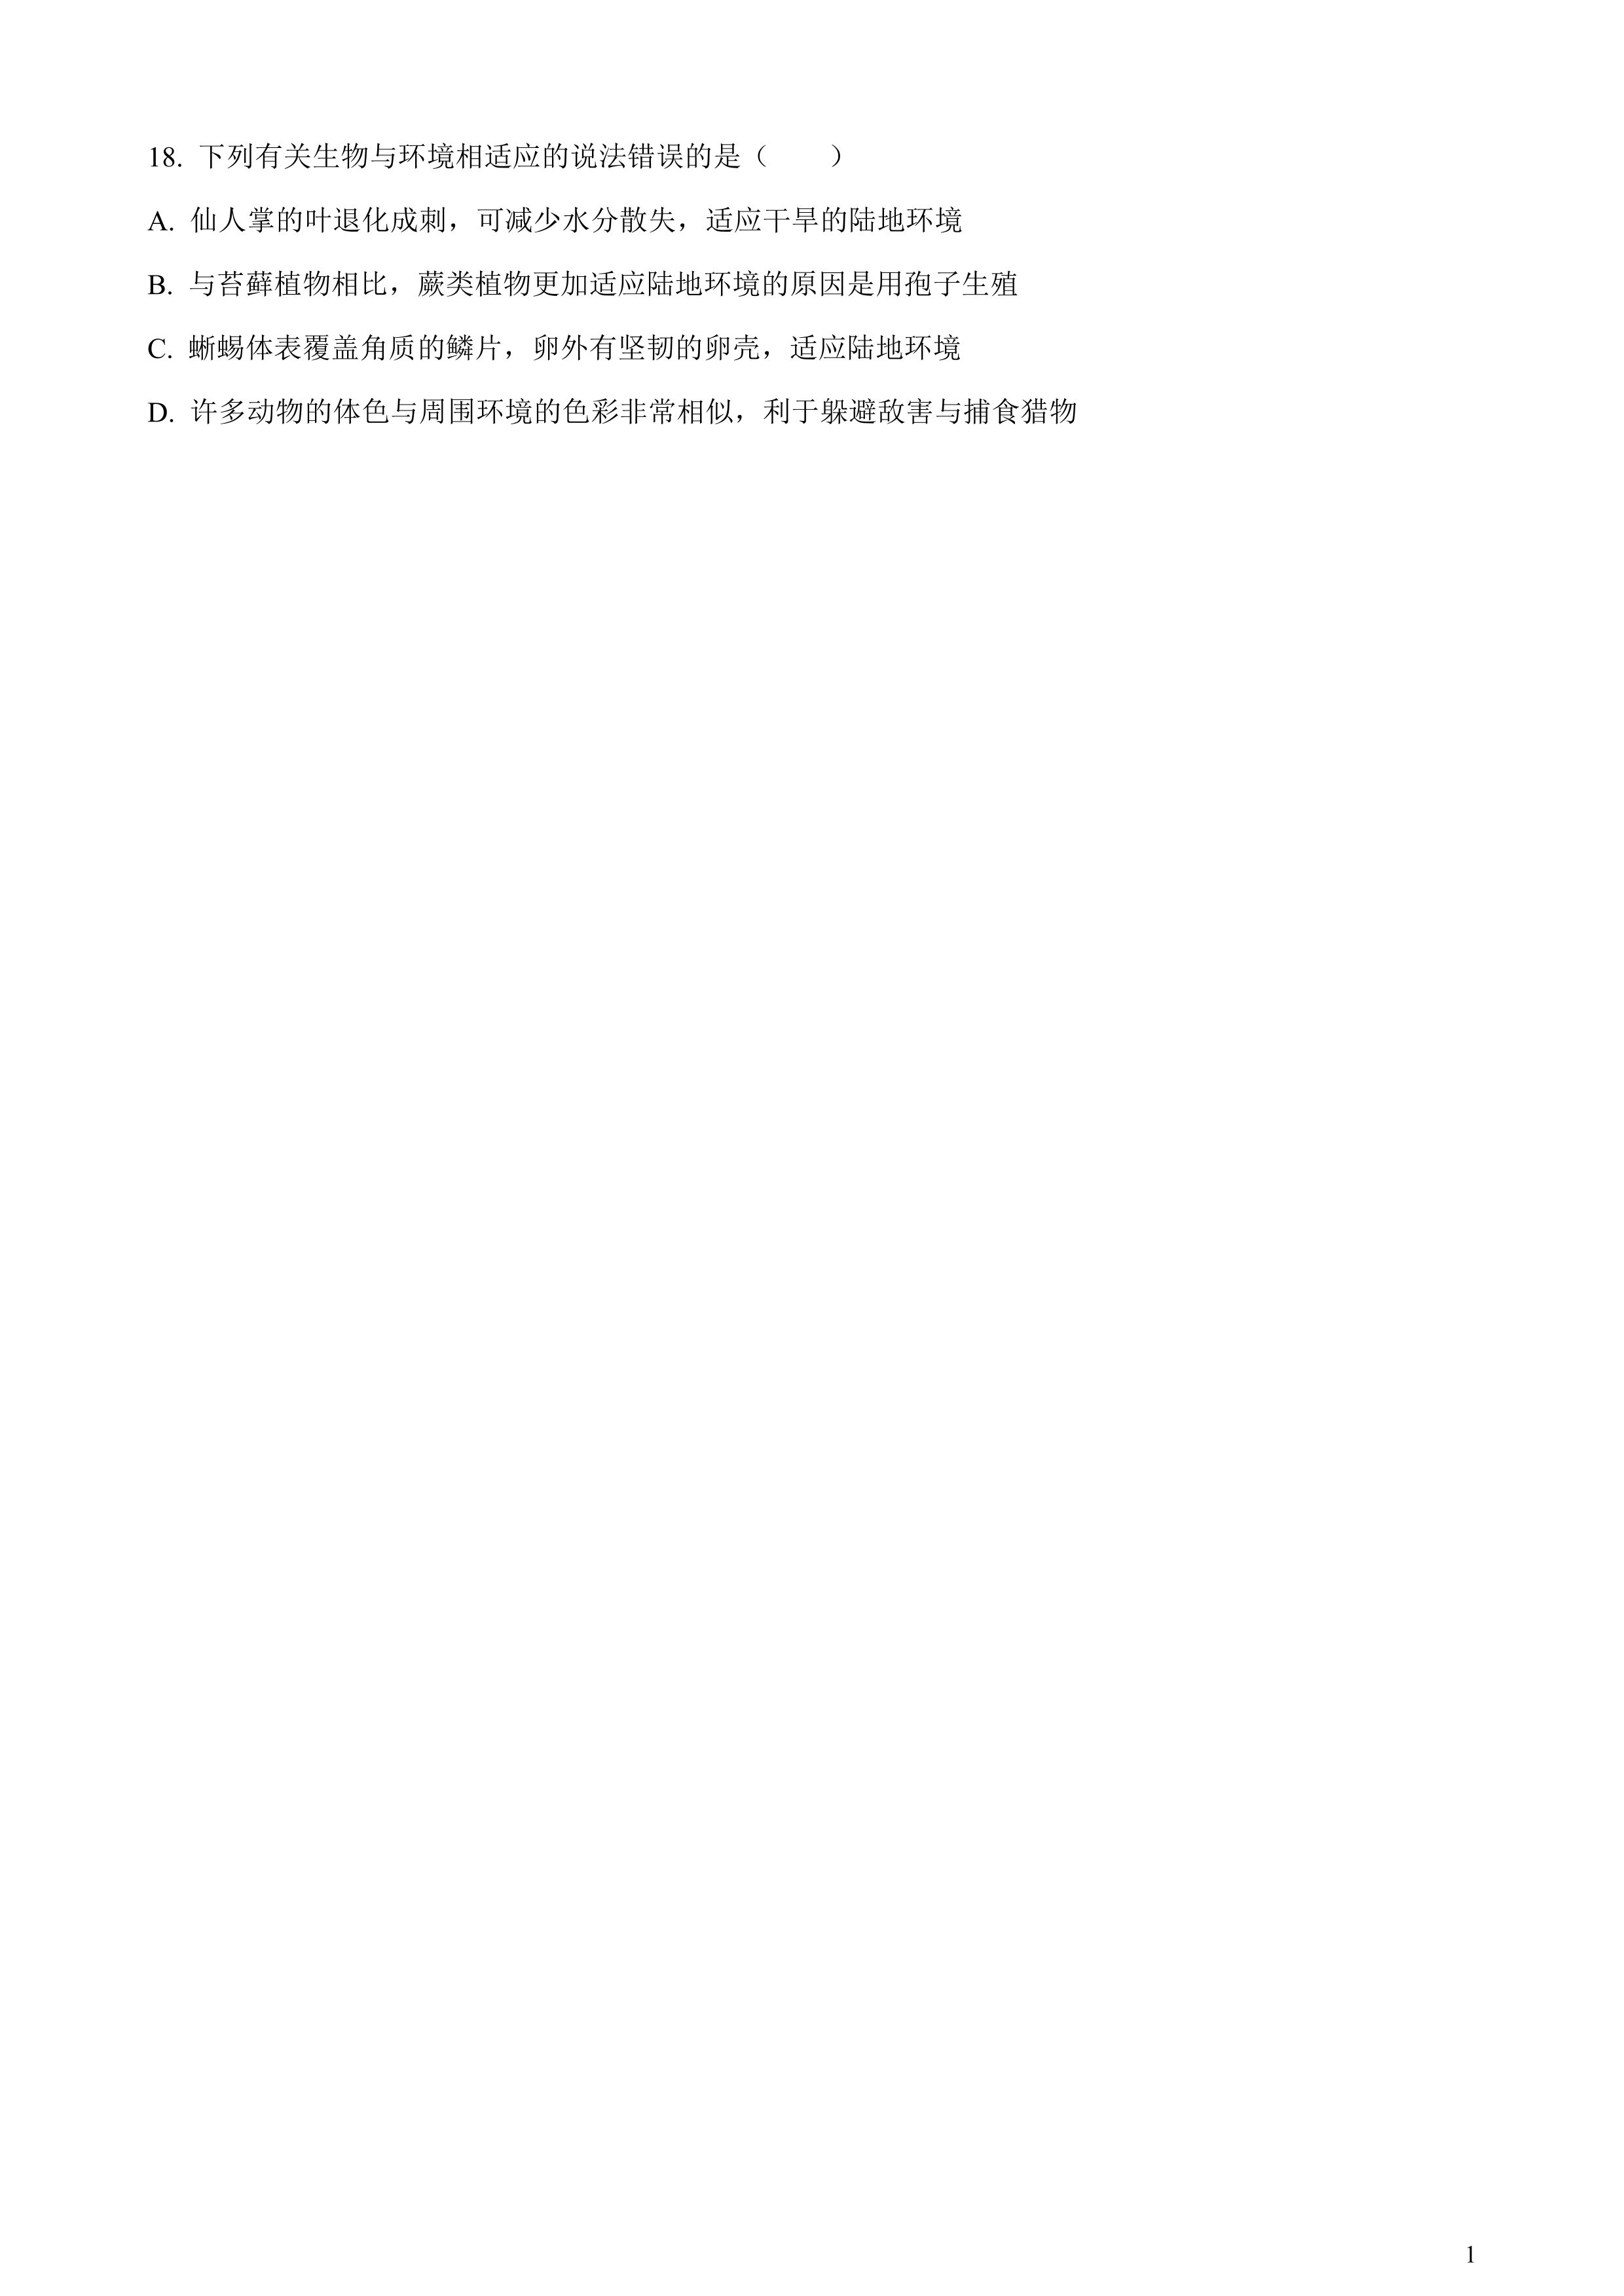 18. 下列有关生物与环境相适应的说法错误的是（　　）
A. 仙人掌的叶退化成刺，可减少水分散失，适应干旱的陆地环境
B. 与苔藓植物相比，蕨类植物更加适应陆地环境的原因是用孢子生殖
C. 蜥蜴体表覆盖角质的鳞片，卵外有坚韧的卵壳，适应陆地环境
D. 许多动物的体色与周围环境的色彩非常相似，利于躲避敌害与捕食猎物
1